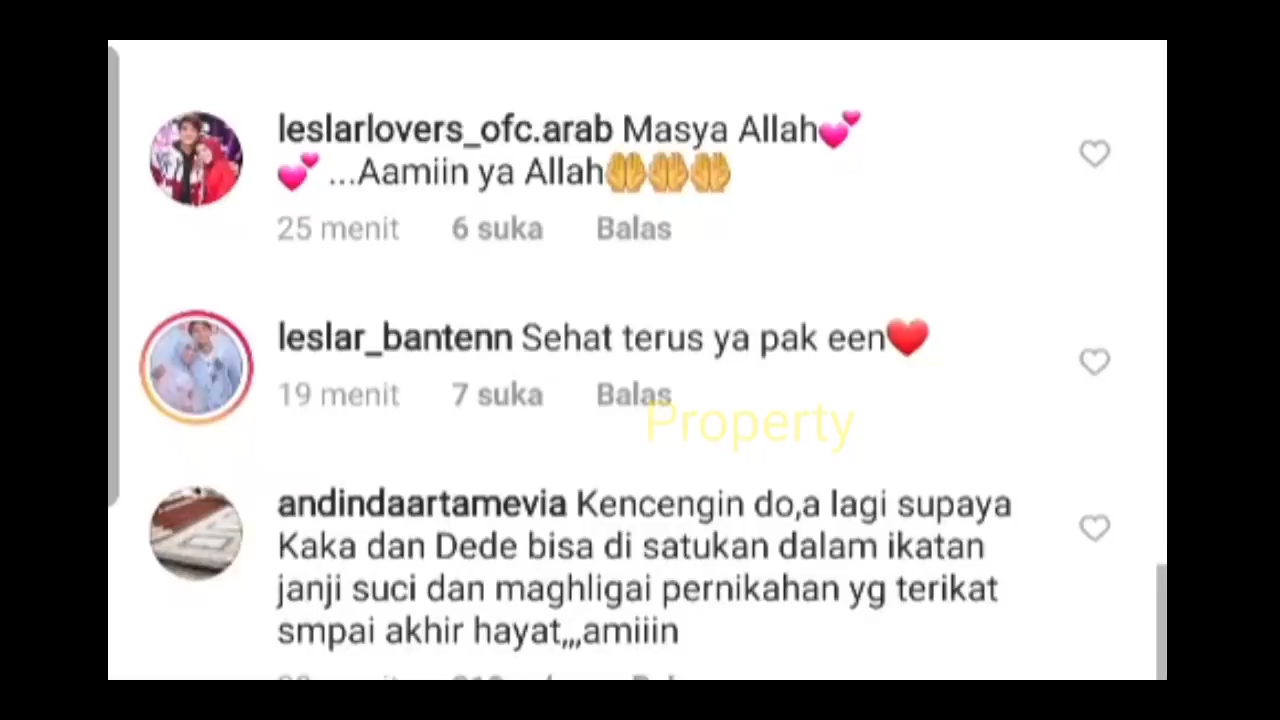 leslarlovers_ofc.arab Masya Allah💕
💕 ...Aamiin ya Allah🤲🤲🤲
25 menit 6 suka Balas
leslar_bantenn Sehat terus ya pak een❤️
19 menit 7 suka Balas
Property
andindaartamevia Kencengin do,a lagi supaya
Kaka dan Dede bisa di satukan dalam ikatan
janji suci dan maghligai pernikahan yg terikat
smpai akhir hayat,,,amiiin